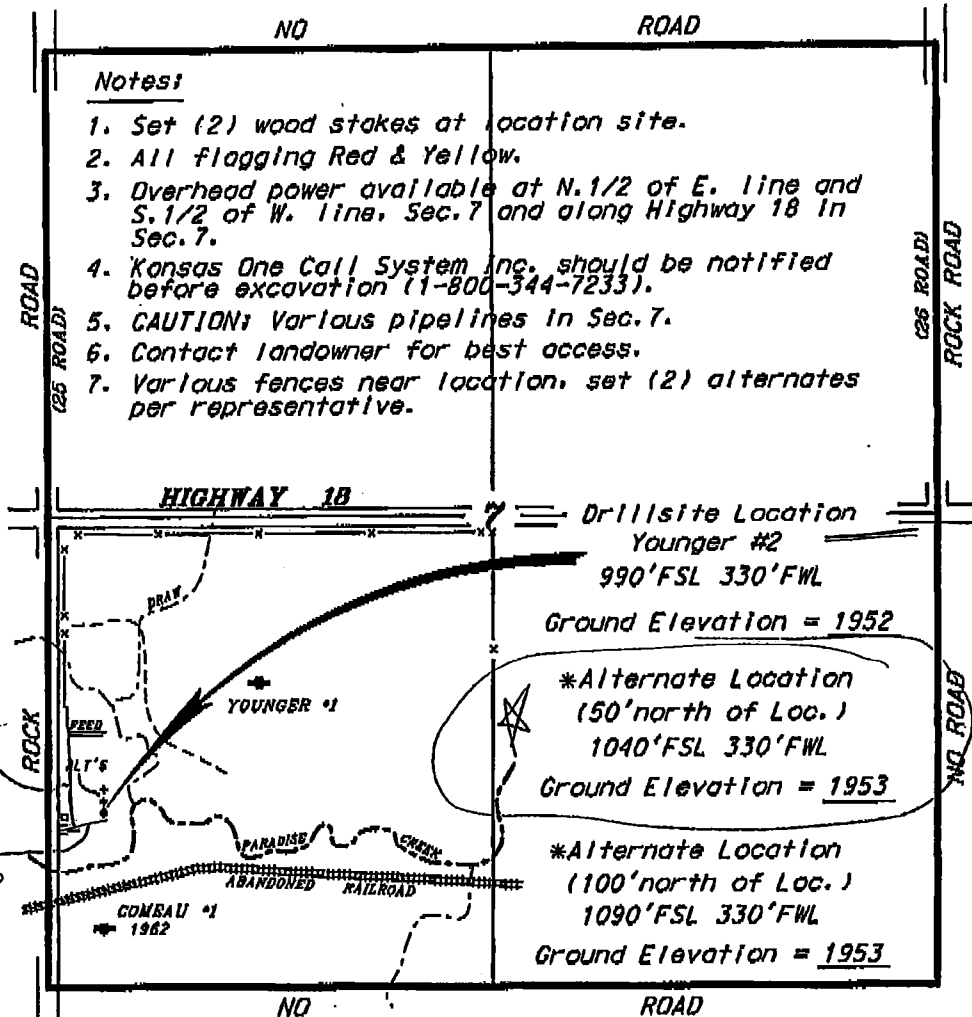 NO ROAD
Notes:
1. Set (2) wood stakes at location site.
2. All flagging Red & Yellow.
3. Overhead power available at N.1/2 of E. line and
S.1/2 of W. line, Sec.7 and along Highway 18 in
Sec.7.
4. Kansas One Call System Inc. should be notified
before excavation (1-800-344-7233).
5. CAUTION: Various pipelines in Sec.7.
6. Contact landowner for best access.
7. Various fences near location, set (2) alternates
per representative.
ROAD
(25 ROAD)
(26 ROAD)
ROCK ROAD
HIGHWAY 18
7
Drillsite Location
Younger #2
990'FSL 330'FWL
Ground Elevation = 1952
DRAW
YOUNGER #1
*Alternate Location
(50'north of Loc.)
1040'FSL 330'FWL
Ground Elevation = 1953
ROCK
FEED
ALT'S
NO ROAD
PARADISE CREEK
ABANDONED RAILROAD
COMEAU #1
1962
*Alternate Location
(100'north of Loc.)
1090'FSL 330'FWL
Ground Elevation = 1953
NO ROAD